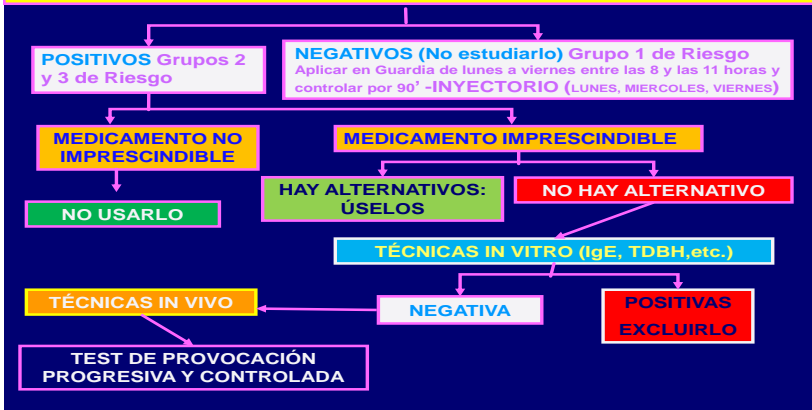 POSITIVOS Grupos 2
y 3 de Riesgo
NEGATIVOS (No estudiarlo) Grupo 1 de Riesgo
Aplicar en Guardia de lunes a viernes entre las 8 y las 11 horas y
controlar por 90' -INYECTORIO (LUNES, MIERCOLES, VIERNES)
MEDICAMENTO NO
IMPRESCINDIBLE
MEDICAMENTO IMPRESCINDIBLE
NO USARLO
HAY ALTERNATIVOS:
ÚSELOS
NO HAY ALTERNATIVO
TÉCNICAS IN VITRO (IgE, TDBH,etc.)
TÉCNICAS IN VIVO
NEGATIVA
POSITIVAS
EXCLUIRLO
TEST DE PROVOCACIÓN
PROGRESIVA Y CONTROLADA